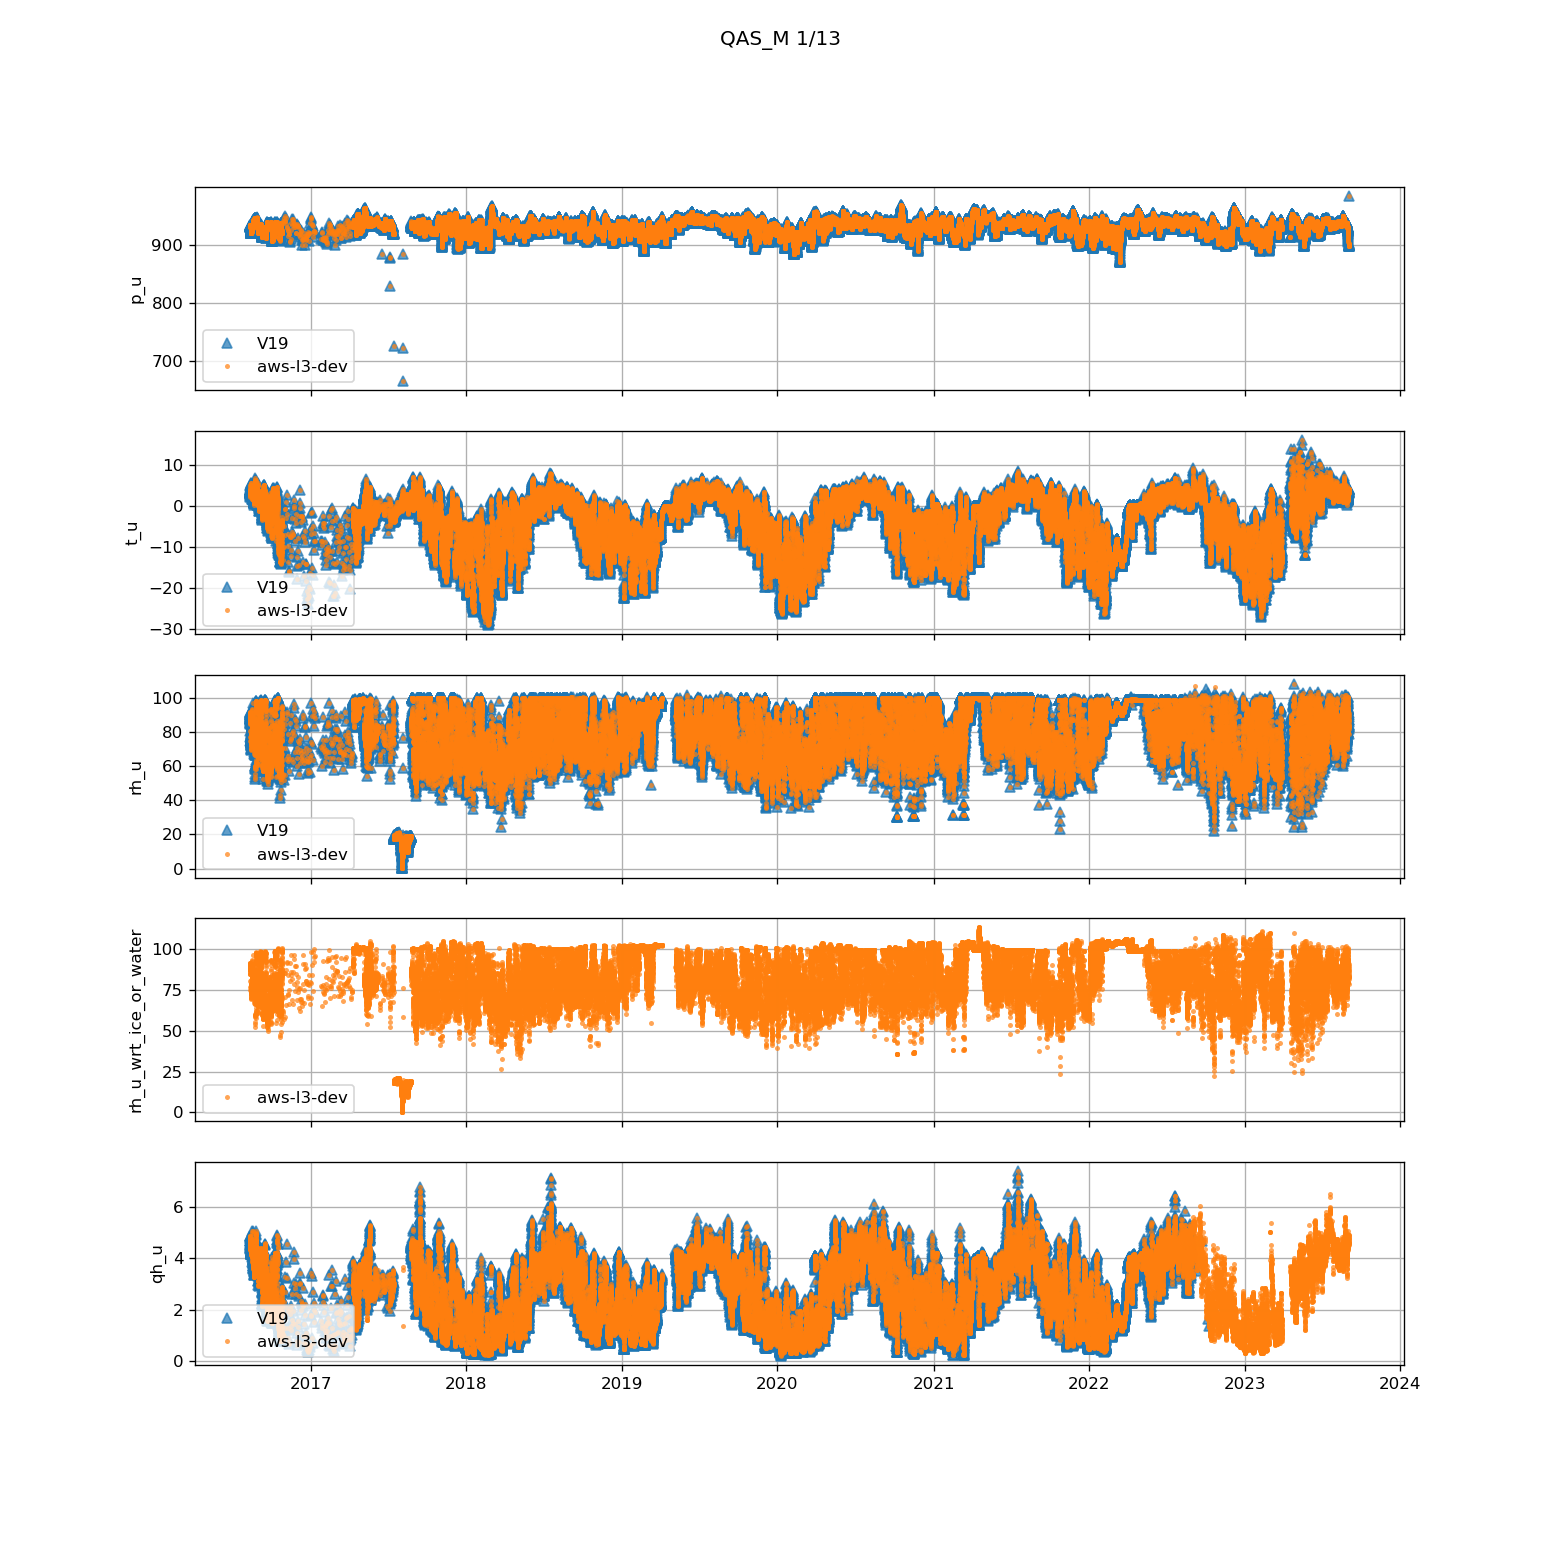 QAS_M 1/13
p_u
900
800
700
V19
aws-l3-dev
t_u
10
0
−10
−20
−30
V19
aws-l3-dev
rh_u
100
80
60
40
20
0
V19
aws-l3-dev
rh_u_wrt_ice_or_water
100
75
50
25
0
aws-l3-dev
qh_u
6
4
2
0
V19
aws-l3-dev
2017 2018 2019 2020 2021 2022 2023 2024